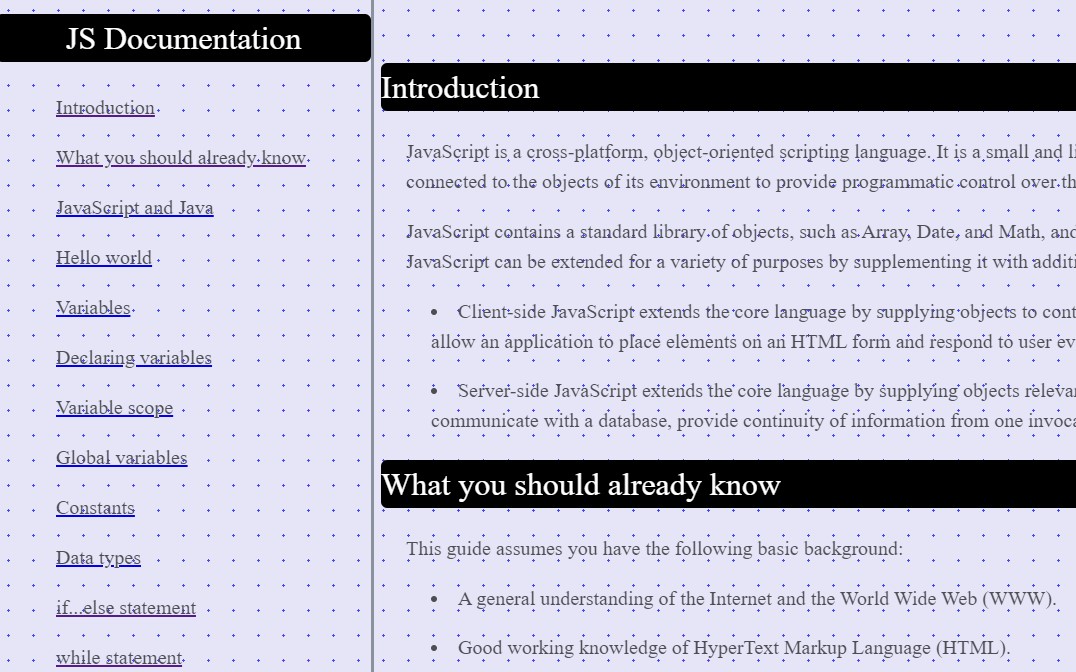 JS Documentation
Introduction
What you should already know
JavaScript and Java
Hello world
Variables
Declaring variables
Variable scope
Global variables
Constants
Data types
if...else statement
while statement
Introduction
JavaScript is a cross-platform, object-oriented scripting language. It is a small and li
connected to the objects of its environment to provide programmatic control over th
JavaScript contains a standard library of objects, such as Array, Date, and Math, and
JavaScript can be extended for a variety of purposes by supplementing it with additi
• Client-side JavaScript extends the core language by supplying objects to cont
allow an application to place elements on an HTML form and respond to user ev
• Server-side JavaScript extends the core language by supplying objects relevan
communicate with a database, provide continuity of information from one invoca
What you should already know
This guide assumes you have the following basic background:
• A general understanding of the Internet and the World Wide Web (WWW).
• Good working knowledge of HyperText Markup Language (HTML).